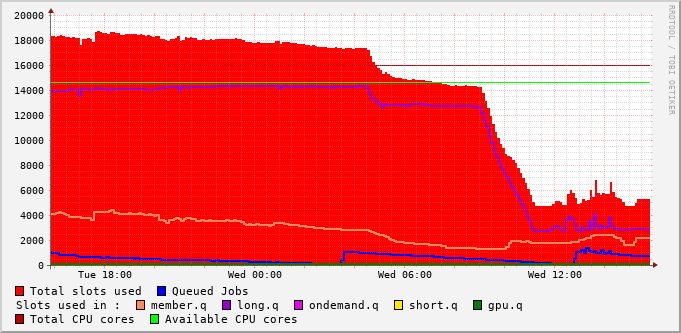 20000
18000
16000
14000
12000
10000
8000
6000
4000
2000
0
Tue 18:00 Wed 00:00 Wed 06:00 Wed 12:00
Total slots used Queued Jobs
Slots used in : member.q long.q ondemand.q short.q gpu.q
Total CPU cores Available CPU cores
RRDTOOL / TOBI OETIKER